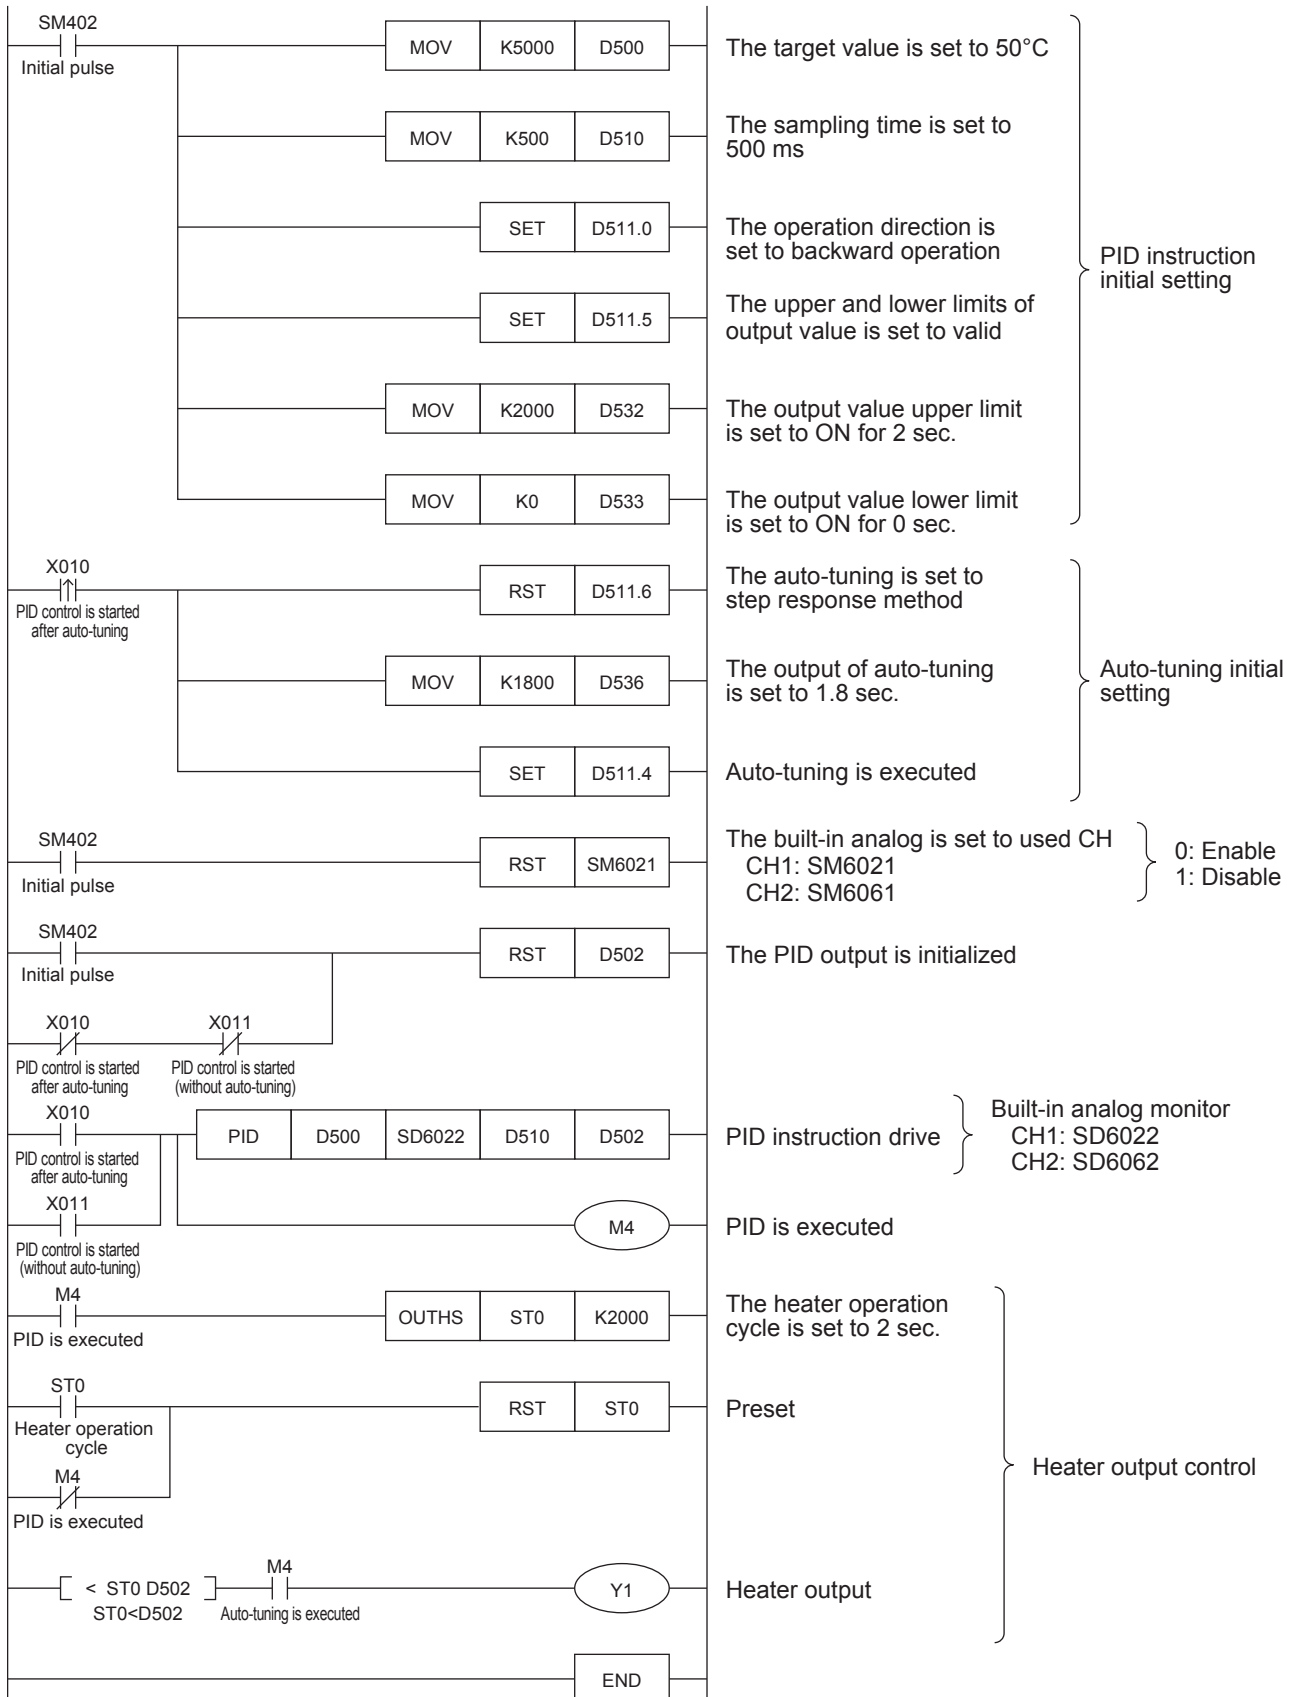 SM402
Initial pulse
MOV K5000 D500
The target value is set to 50°C
MOV K500 D510
The sampling time is set to
500 ms
SET D511.0
The operation direction is
set to backward operation
PID instruction
initial setting
SET D511.5
The upper and lower limits of
output value is set to valid
MOV K2000 D532
The output value upper limit
is set to ON for 2 sec.
MOV K0 D533
The output value lower limit
is set to ON for 0 sec.
X010
PID control is started
after auto-tuning
RST D511.6
The auto-tuning is set to
step response method
MOV K1800 D536
The output of auto-tuning
is set to 1.8 sec.
Auto-tuning initial
setting
SET D511.4
Auto-tuning is executed
SM402
Initial pulse
RST SM6021
The built-in analog is set to used CH
CH1: SM6021
CH2: SM6061
0: Enable
1: Disable
SM402
Initial pulse
RST D502
The PID output is initialized
X010
PID control is started
after auto-tuning
X011
PID control is started
(without auto-tuning)
X010
PID control is started
after auto-tuning
PID D500 SD6022 D510 D502
PID instruction drive
Built-in analog monitor
CH1: SD6022
CH2: SD6062
X011
PID control is started
(without auto-tuning)
M4
PID is executed
M4
PID is executed
OUTHS ST0 K2000
The heater operation
cycle is set to 2 sec.
ST0
Heater operation
cycle
RST ST0
Preset
M4
PID is executed
Heater output control
< ST0 D502
ST0<D502
M4
Auto-tuning is executed
Y1
Heater output
END